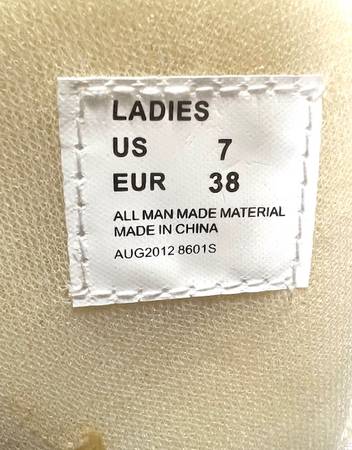 LADIES
US 7
EUR 38
ALL MAN MADE MATERIAL
MADE IN CHINA
AUG2012 8601S